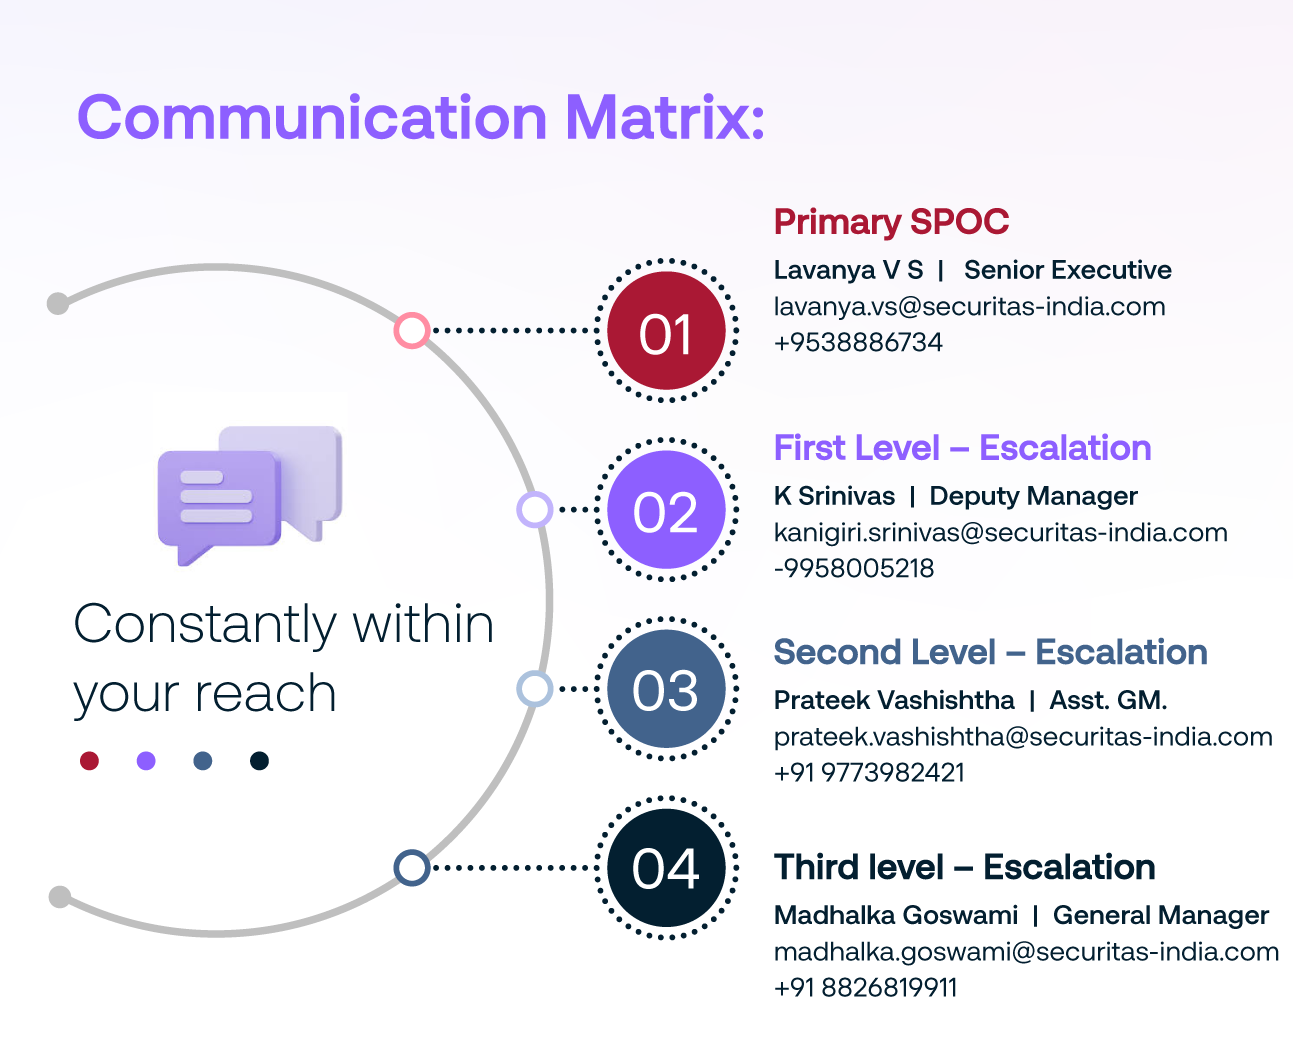 Communication Matrix:
Primary SPOC
Lavanya V S | Senior Executive
lavanya.vs@securitas-india.com
+9538886734
01
First Level – Escalation
K Srinivas | Deputy Manager
kanigiri.srinivas@securitas-india.com
-9958005218
02
Constantly within
your reach
Second Level – Escalation
Prateek Vashishtha | Asst. GM.
prateek.vashishtha@securitas-india.com
+91 9773982421
03
Third level – Escalation
Madhalka Goswami | General Manager
madhalka.goswami@securitas-india.com
+91 8826819911
04